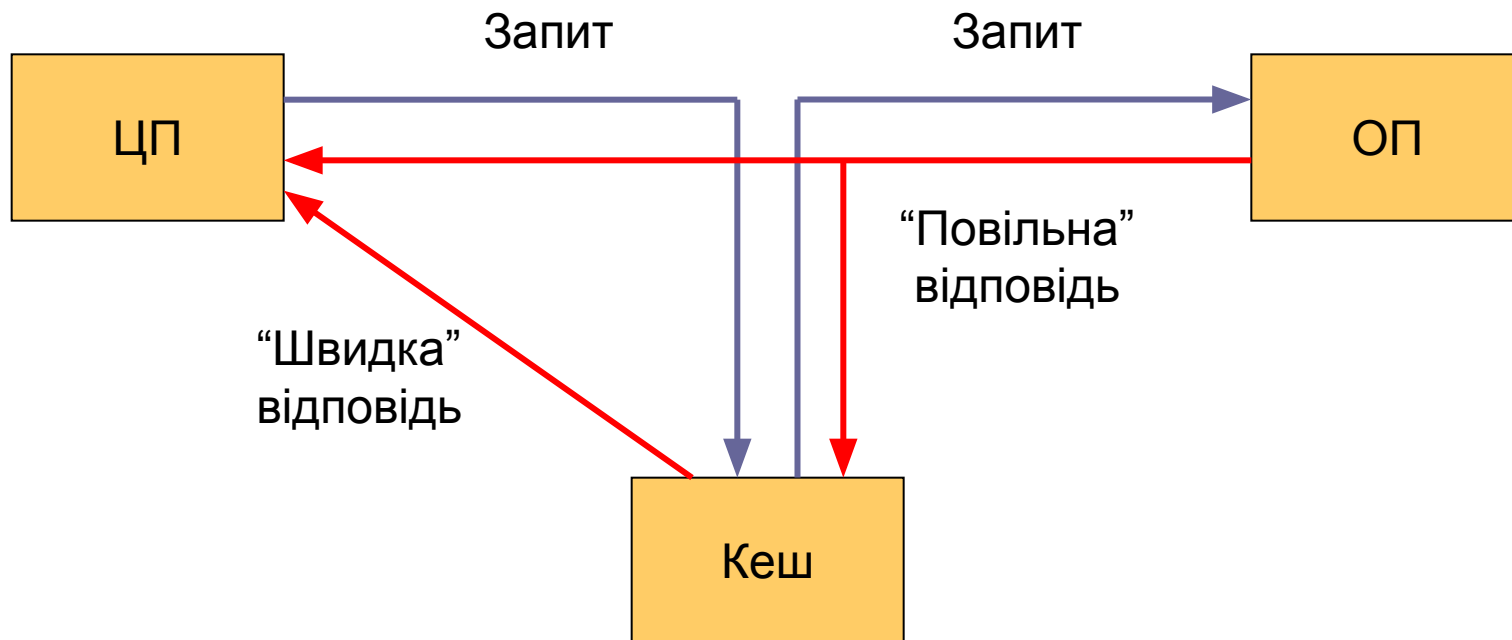 Запит
Запит
ЦП
ОП
“Повільна”
відповідь
“Швидка”
відповідь
Кеш